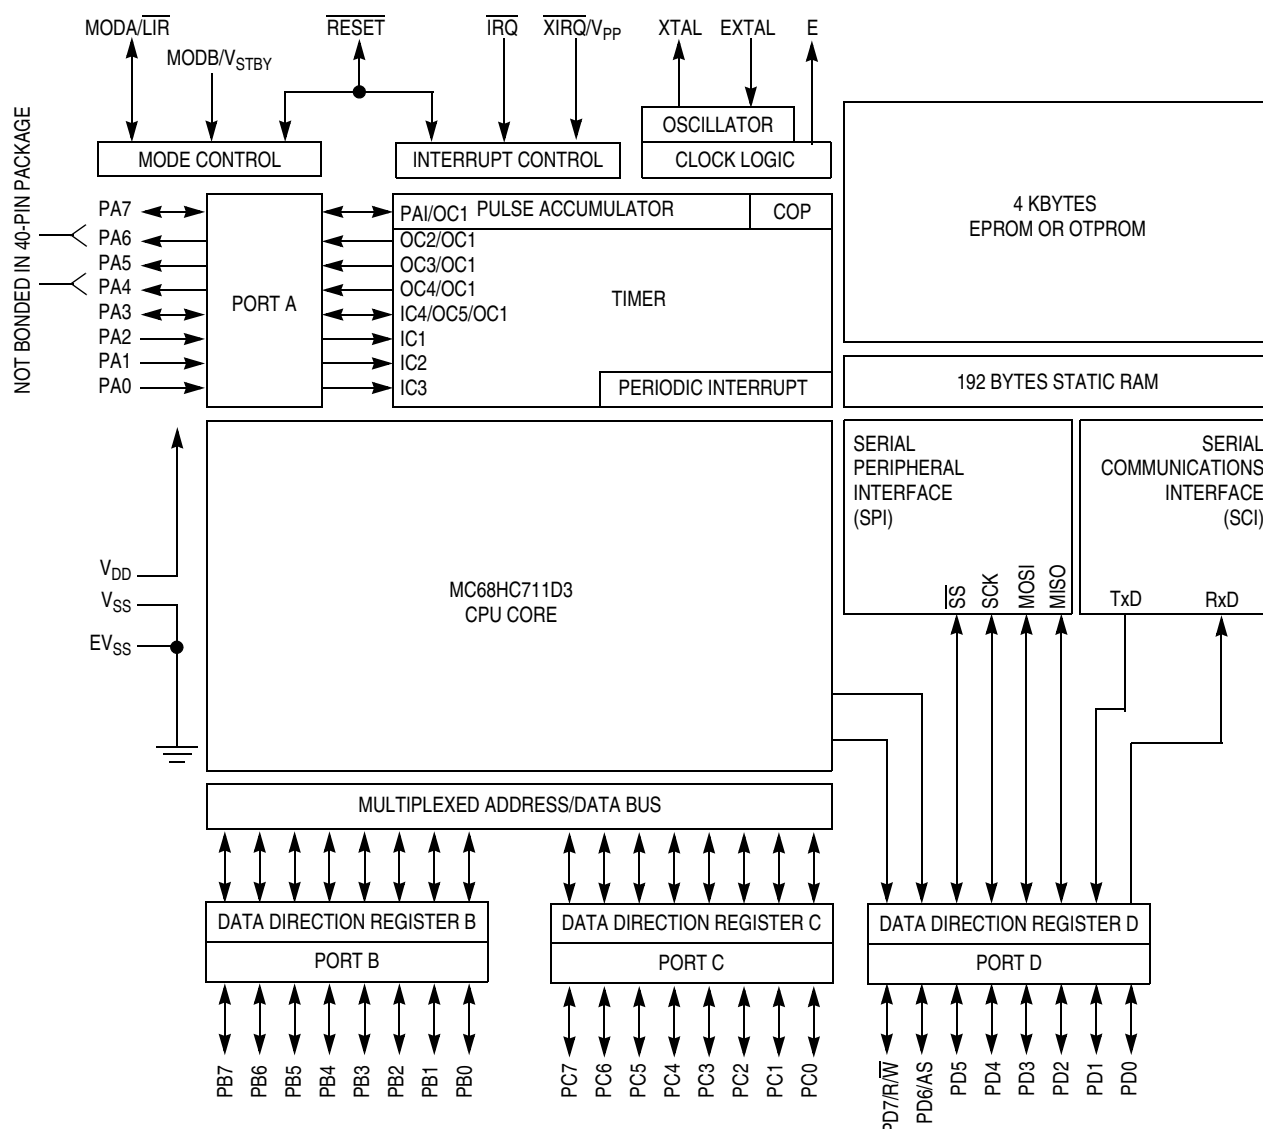 MODA/LIR
MODB/VSTBY
RESET
IRQ
XIRQ/VPP
XTAL
EXTAL
E
OSCILLATOR
CLOCK LOGIC
MODE CONTROL
INTERRUPT CONTROL
4 KBYTES
EPROM OR OTPROM
NOT BONDED IN 40-PIN PACKAGE
PA7
PA6
PA5
PA4
PA3
PA2
PA1
PA0
PORT A
PAI/OC1
PULSE ACCUMULATOR
COP
OC2/OC1
OC3/OC1
OC4/OC1
IC4/OC5/OC1
IC1
IC2
IC3
TIMER
PERIODIC INTERRUPT
192 BYTES STATIC RAM
SERIAL
PERIPHERAL
INTERFACE
(SPI)
SS
SCK
MOSI
MISO
SERIAL
COMMUNICATIONS
INTERFACE
(SCI)
TxD
RxD
VDD
VSS
EVSS
MC68HC711D3
CPU CORE
MULTIPLEXED ADDRESS/DATA BUS
DATA DIRECTION REGISTER B
PORT B
DATA DIRECTION REGISTER C
PORT C
DATA DIRECTION REGISTER D
PORT D
PB7
PB6
PB5
PB4
PB3
PB2
PB1
PB0
PC7
PC6
PC5
PC4
PC3
PC2
PC1
PC0
PD7/R/W
PD6/AS
PD5
PD4
PD3
PD2
PD1
PD0